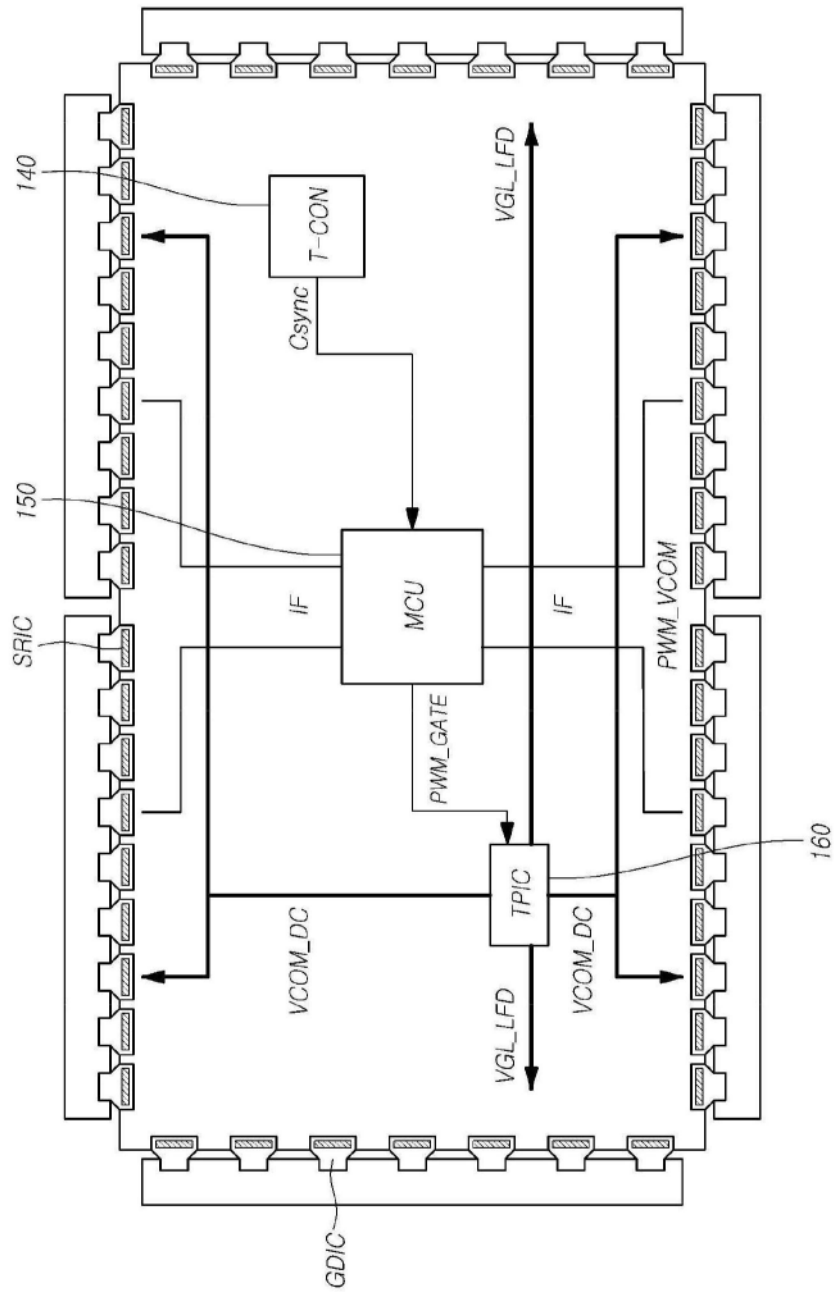 SRIC
150
140
VCOM_DC
IF
Csync
T-CON
MCU
PWM_GATE
TPIC
VGL_LFD
VGL_LFD
VCOM_DC
IF
PWM_VCOM
GDIC
160